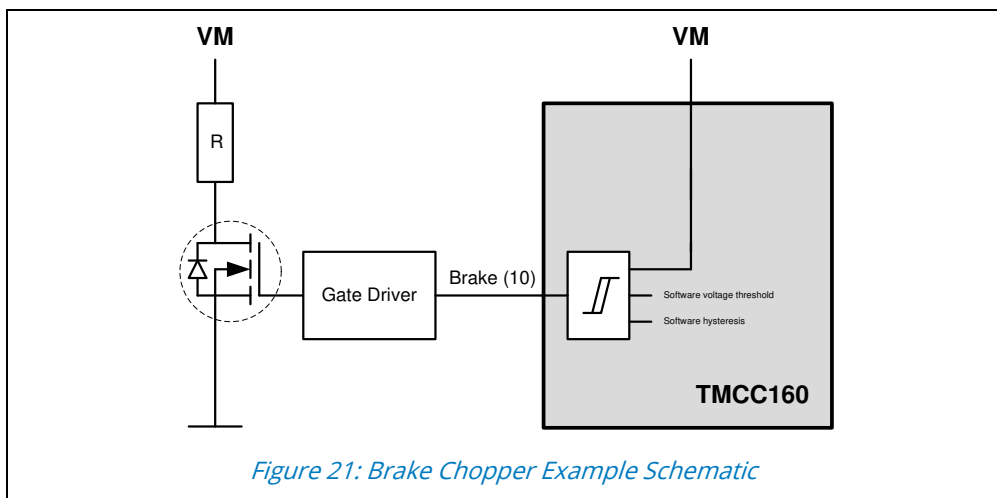 VM
VM
R
Gate Driver
Brake (10)
Software voltage threshold
Software hysteresis
TMCC160
Figure 21: Brake Chopper Example Schematic